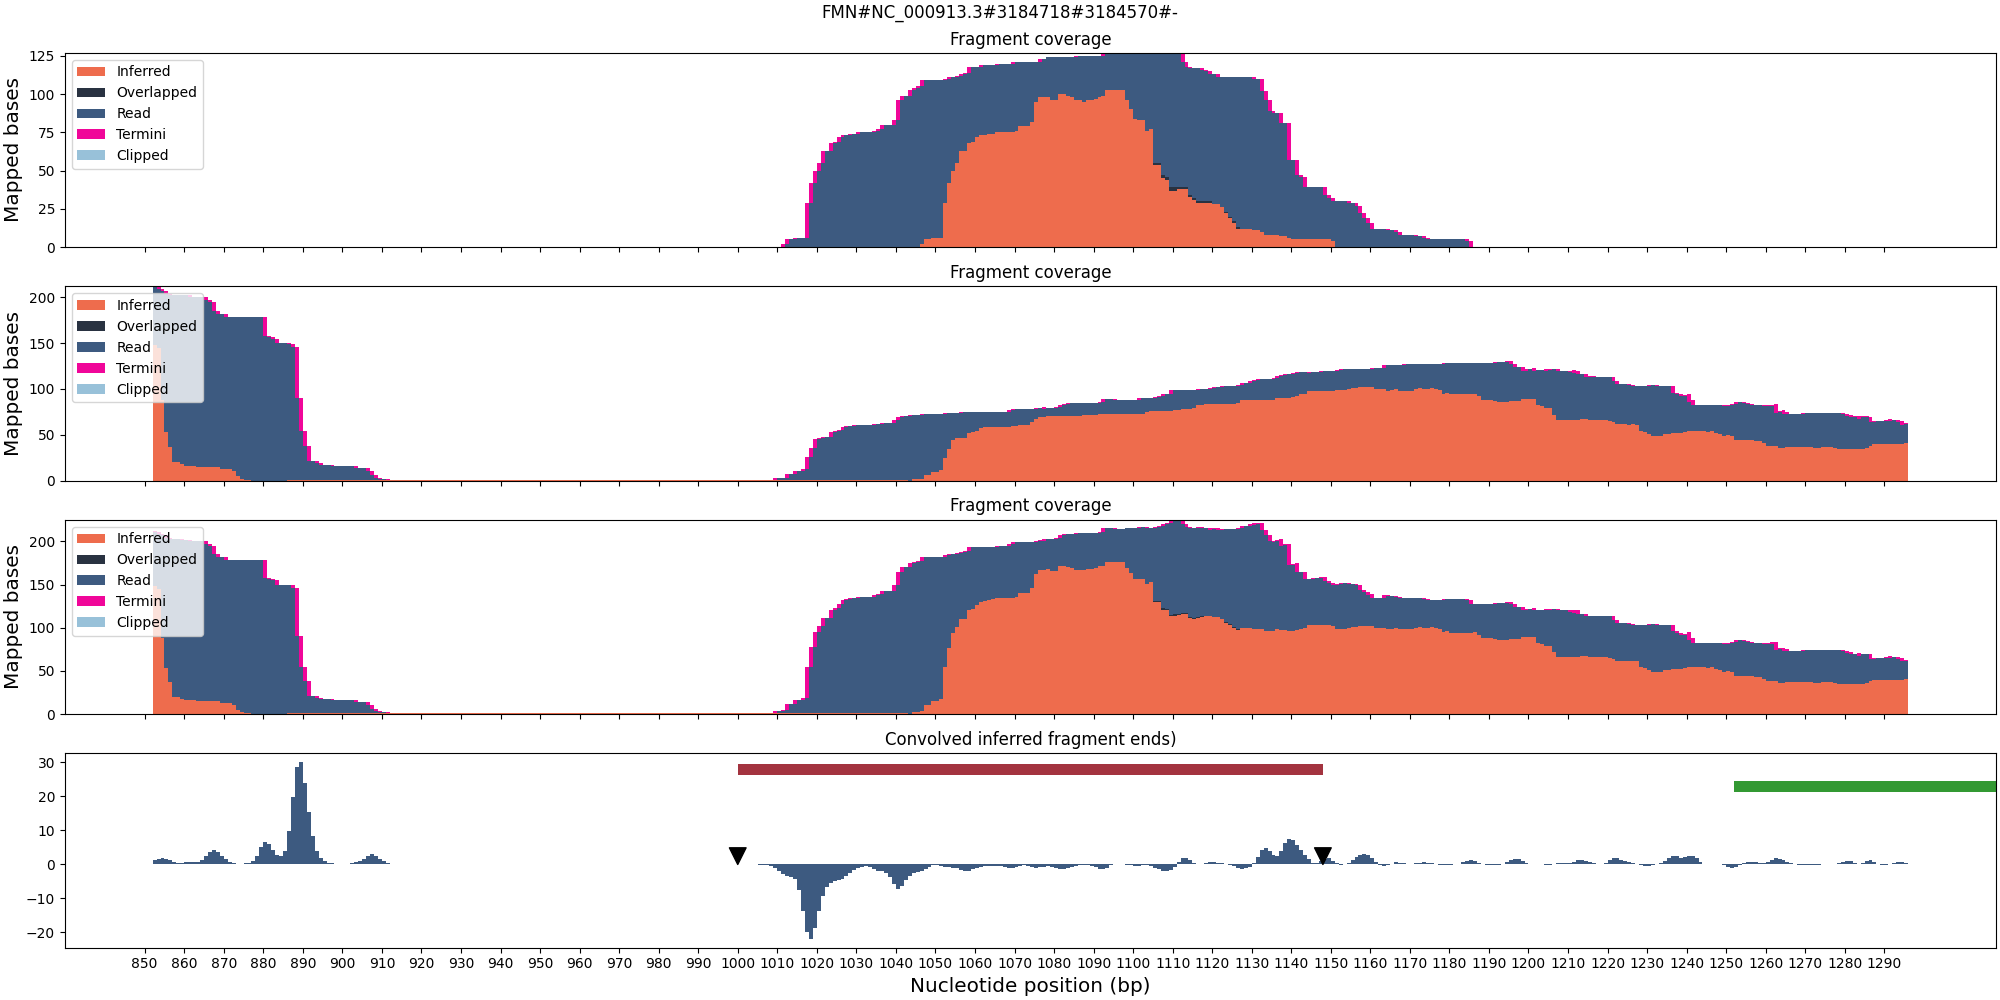 FMN#NC_000913.3#3184718#3184570#-
Fragment coverage
Mapped bases
125
100
75
50
25
0
Inferred
Overlapped
Read
Termini
Clipped
Fragment coverage
Mapped bases
200
150
100
50
0
Inferred
Overlapped
Read
Termini
Clipped
Fragment coverage
Mapped bases
200
150
100
50
0
Inferred
Overlapped
Read
Termini
Clipped
Convolved inferred fragment ends)
30
20
10
0
−10
−20
850 860 870 880 890 900 910 920 930 940 950 960 970 980 990 1000 1010 1020 1030 1040 1050 1060 1070 1080 1090 1100 1110 1120 1130 1140 1150 1160 1170 1180 1190 1200 1210 1220 1230 1240 1250 1260 1270 1280 1290
Nucleotide position (bp)